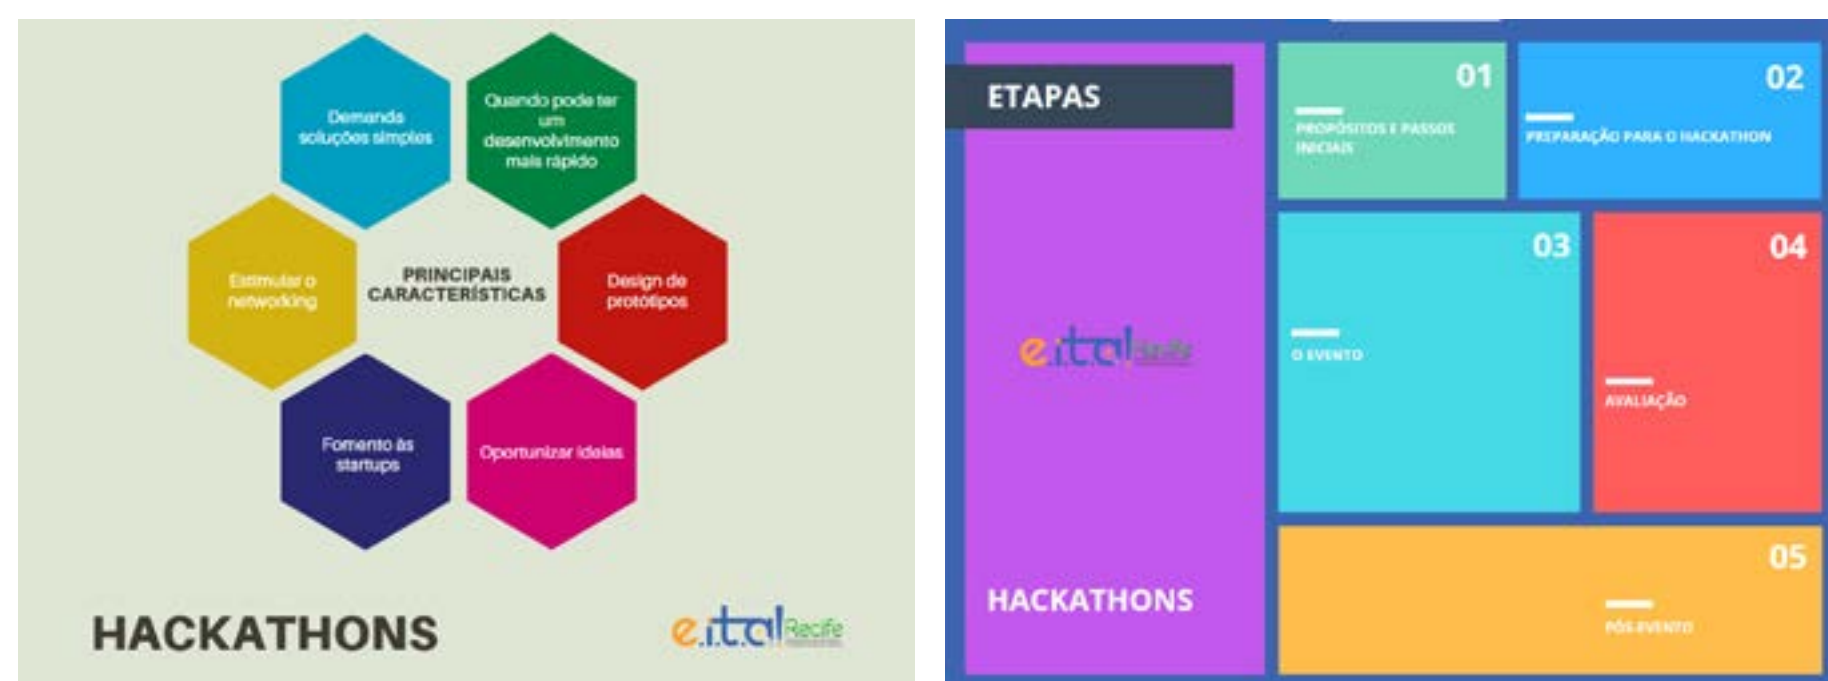 Demanda
soluções simples
Quando pode ter
um
desenvolvimento
mais rápido
Estimular o
networking
PRINCIPAIS
CARACTERÍSTICAS
Design de
protótipos
Fomento às
startups
Oportunizar ideias
HACKATHONS
e.i.t.a! Recife
ETAPAS
e.i.t.a! Recife
HACKATHONS
01
PROPÓSITOS E PASSOS
INICIAIS
02
PREPARAÇÃO PARA O HACKATHON
03
O EVENTO
04
AVALIAÇÃO
05
PÓS-EVENTO